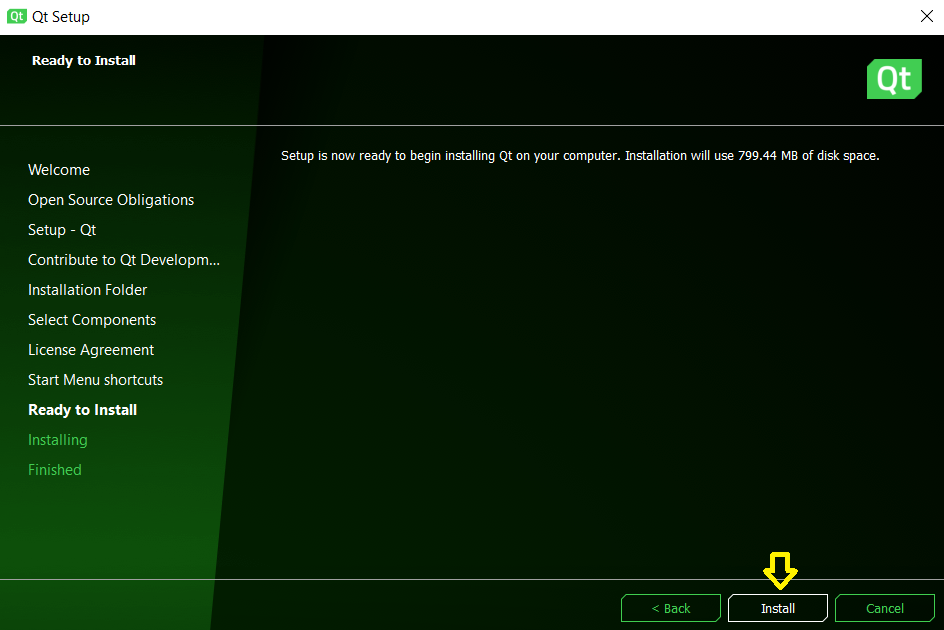 Qt Qt Setup
Ready to Install
Qt
Setup is now ready to begin installing Qt on your computer. Installation will use 799.44 MB of disk space.
Welcome
Open Source Obligations
Setup - Qt
Contribute to Qt Developm...
Installation Folder
Select Components
License Agreement
Start Menu shortcuts
Ready to Install
Installing
Finished
< Back
Install
Cancel